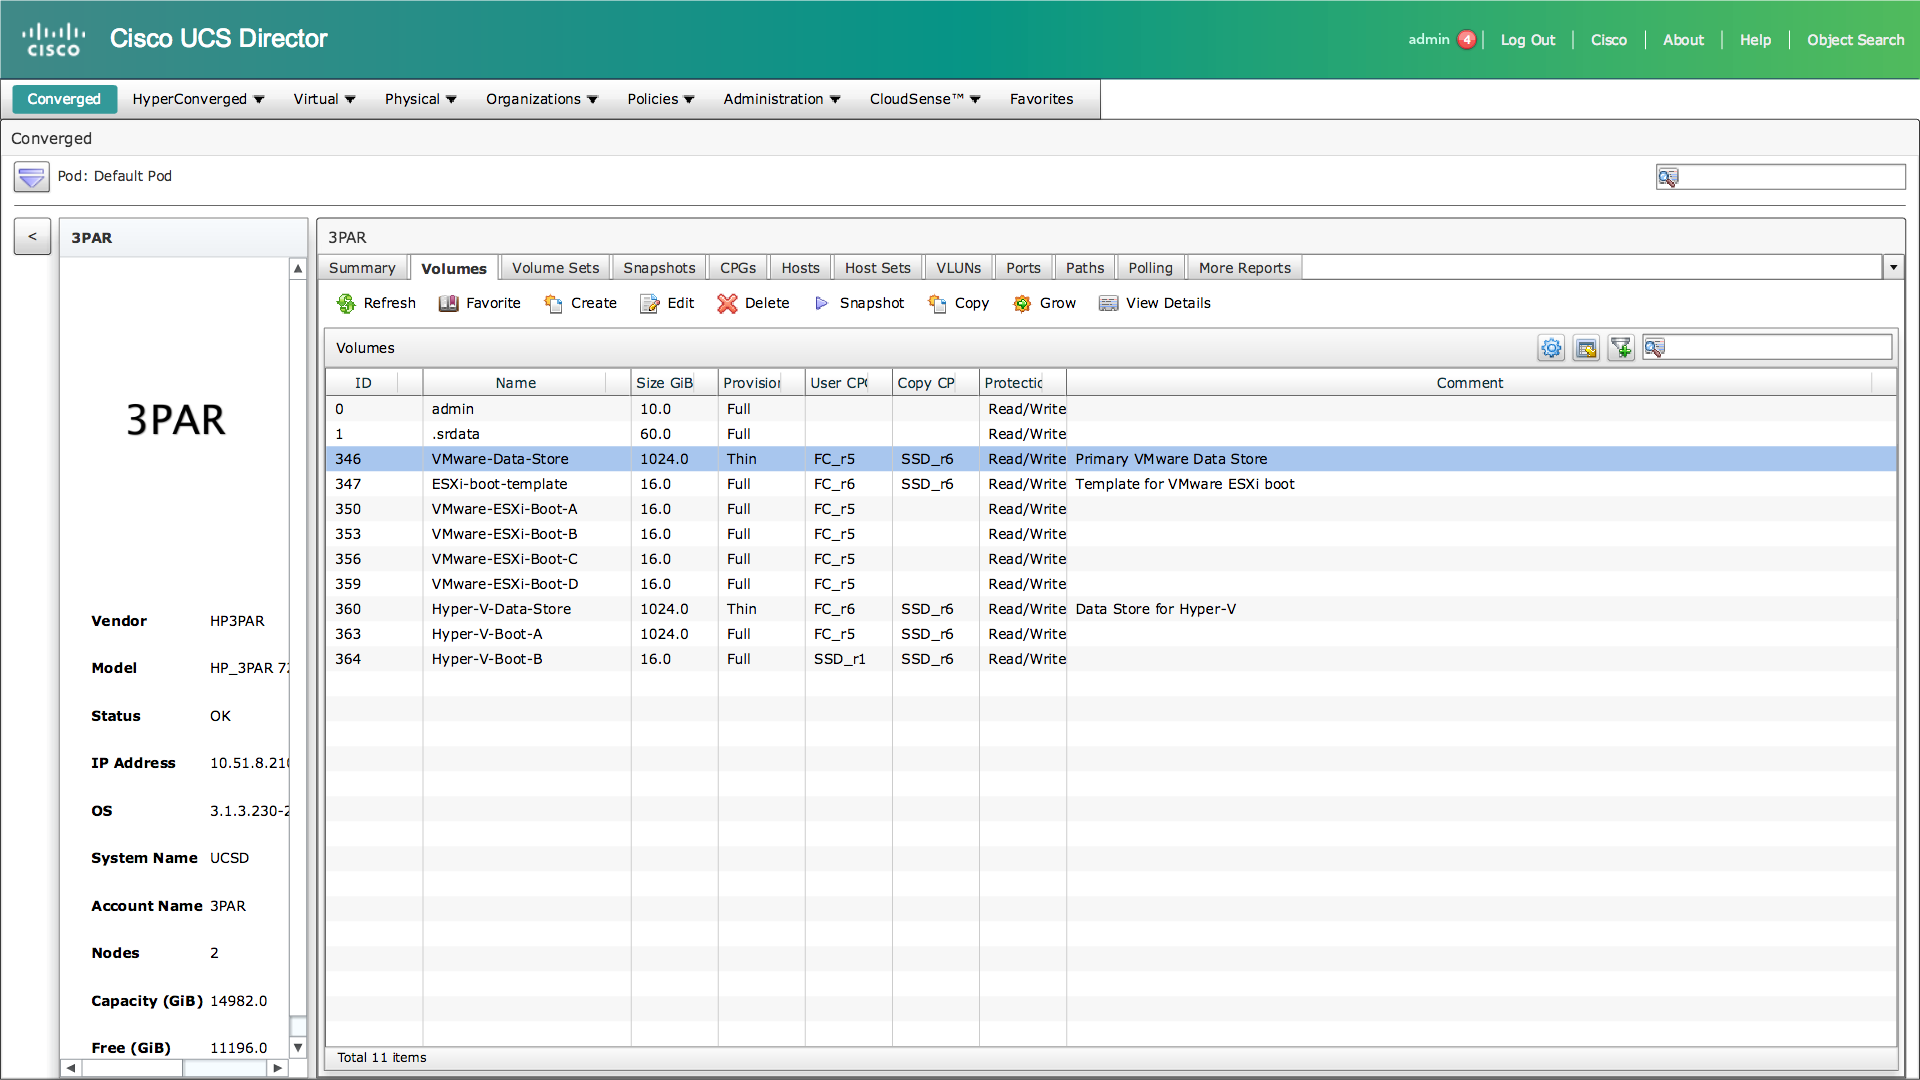 cisco
Cisco UCS Director
admin 4 Log Out Cisco About Help Object Search
Converged HyperConverged Virtual Physical Organizations Policies Administration CloudSense™ Favorites
Converged
Pod: Default Pod
<
3PAR
3PAR
Vendor HP3PAR
Model HP_3PAR 72
Status OK
IP Address 10.51.8.210
OS 3.1.3.230-2
System Name UCSD
Account Name 3PAR
Nodes 2
Capacity (GiB) 14982.0
Free (GiB) 11196.0
3PAR
Summary Volumes Volume Sets Snapshots CPGs Hosts Host Sets VLUNs Ports Paths Polling More Reports
Refresh Favorite Create Edit Delete Snapshot Copy Grow View Details
Volumes
ID Name Size GiB Provision User CPG Copy CP Protectic Comment
0 admin 10.0 Full Read/Write
1 .srdata 60.0 Full Read/Write
346 VMware-Data-Store 1024.0 Thin FC_r5 SSD_r6 Read/Write Primary VMware Data Store
347 ESXi-boot-template 16.0 Full FC_r6 SSD_r6 Read/Write Template for VMware ESXi boot
350 VMware-ESXi-Boot-A 16.0 Full FC_r5 Read/Write
353 VMware-ESXi-Boot-B 16.0 Full FC_r5 Read/Write
356 VMware-ESXi-Boot-C 16.0 Full FC_r5 Read/Write
359 VMware-ESXi-Boot-D 16.0 Full FC_r5 Read/Write
360 Hyper-V-Data-Store 1024.0 Thin FC_r6 SSD_r6 Read/Write Data Store for Hyper-V
363 Hyper-V-Boot-A 1024.0 Full FC_r5 SSD_r6 Read/Write
364 Hyper-V-Boot-B 16.0 Full SSD_r1 SSD_r6 Read/Write
Total 11 items